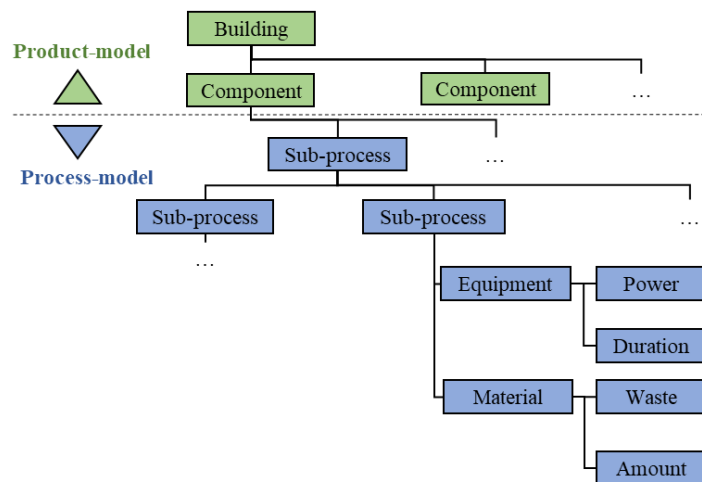 Building
Product-model
Component
Component
…
Sub-process
…
Process-model
Sub-process
Sub-process
…
…
Equipment
Power
Duration
Material
Waste
Amount